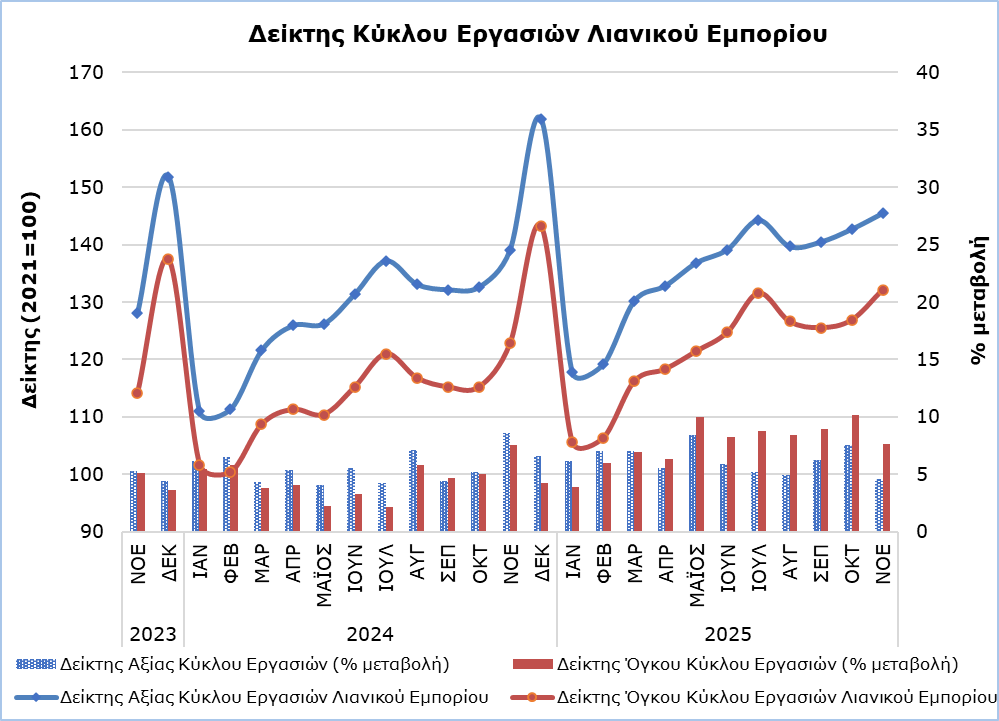 Δείκτης Κύκλου Εργασιών Λιανικού Εμπορίου
Δείκτης (2021=100)
170
160
150
140
130
120
110
100
90
40
35
30
25
20
15
10
5
0
% μεταβολή
ΝΟΕ
ΔΕΚ
ΙΑΝ
ΦΕΒ
ΜΑΡ
ΑΠΡ
ΜΑΪΟΣ
ΙΟΥΝ
ΙΟΥΛ
ΑΥΓ
ΣΕΠ
ΟΚΤ
ΝΟΕ
ΔΕΚ
ΙΑΝ
ΦΕΒ
ΜΑΡ
ΑΠΡ
ΜΑΪΟΣ
ΙΟΥΝ
ΙΟΥΛ
ΑΥΓ
ΣΕΠ
ΟΚΤ
ΝΟΕ
2023 2024 2025
Δείκτης Αξίας Κύκλου Εργασιών (% μεταβολή) Δείκτης Όγκου Κύκλου Εργασιών (% μεταβολή)
Δείκτης Αξίας Κύκλου Εργασιών Λιανικού Εμπορίου Δείκτης Όγκου Κύκλου Εργασιών Λιανικού Εμπορίου